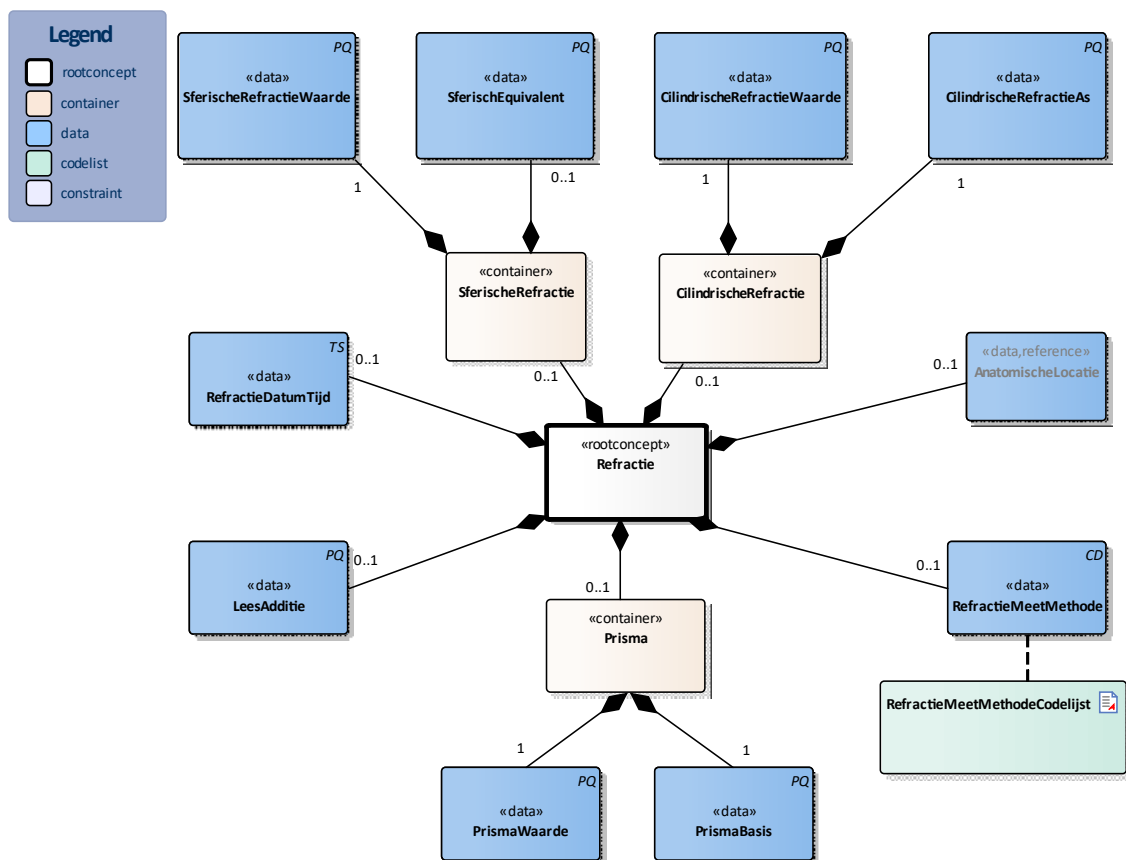 Legend
rootconcept
container
data
codelist
constraint
PQ
«data»
SferischeRefractieWaarde
PQ
«data»
SferischEquivalent
PQ
«data»
CilindrischeRefractieWaarde
PQ
«data»
CilindrischeRefractieAs
1
0..1
1
1
«container»
SferischeRefractie
«container»
CilindrischeRefractie
TS
«data»
RefractieDatumTijd
0..1
0..1
0..1
0..1
«data,reference»
AnatomischeLocatie
«rootconcept»
Refractie
PQ
«data»
LeesAdditie
0..1
0..1
0..1
CD
«data»
RefractieMeetMethode
«container»
Prisma
RefractieMeetMethodeCodelijst
1
1
PQ
«data»
PrismaWaarde
PQ
«data»
PrismaBasis